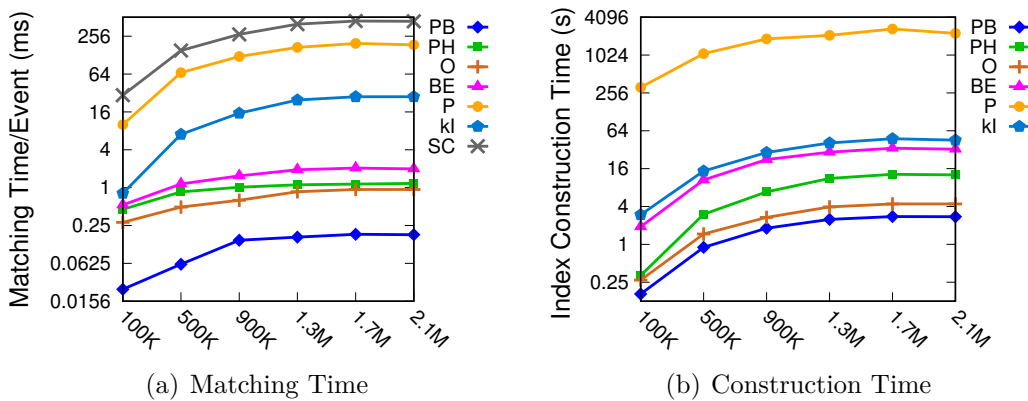 Matching Time/Event (ms)
256
64
16
4
1
0.25
0.0625
0.0156
100K
500K
900K
1.3M
1.7M
2.1M
PB
PH
O
BE
P
kI
SC
(a) Matching Time
Index Construction Time (s)
4096
1024
256
64
16
4
1
0.25
100K
500K
900K
1.3M
1.7M
2.1M
PB
PH
O
BE
P
kI
(b) Construction Time